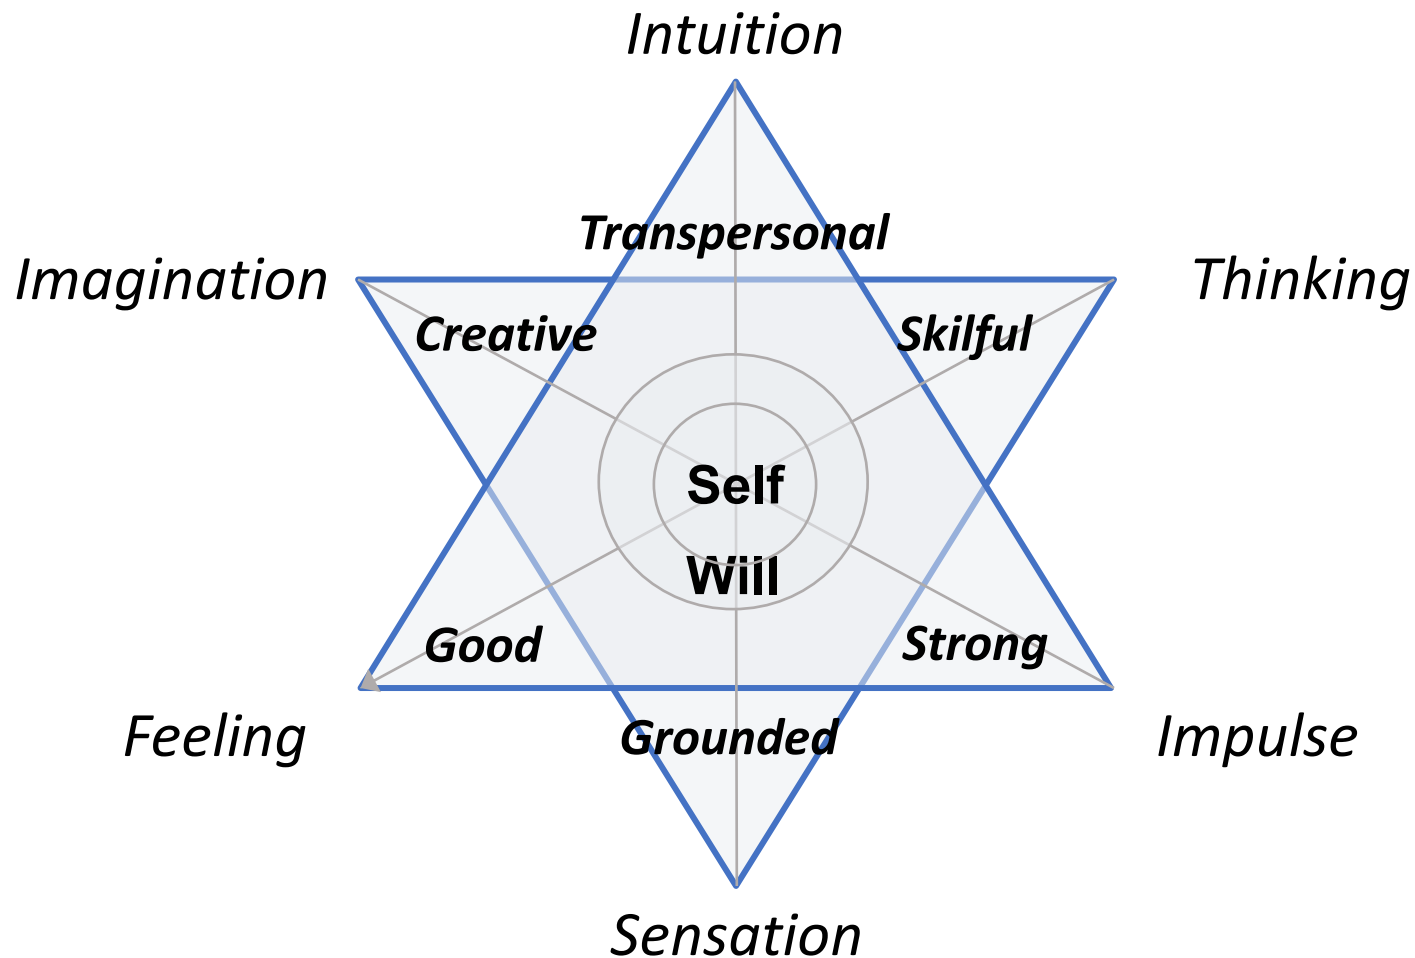 Intuition
Transpersonal
Imagination
Thinking
Creative
Skilful
Self
Will
Good
Strong
Feeling
Grounded
Impulse
Sensation